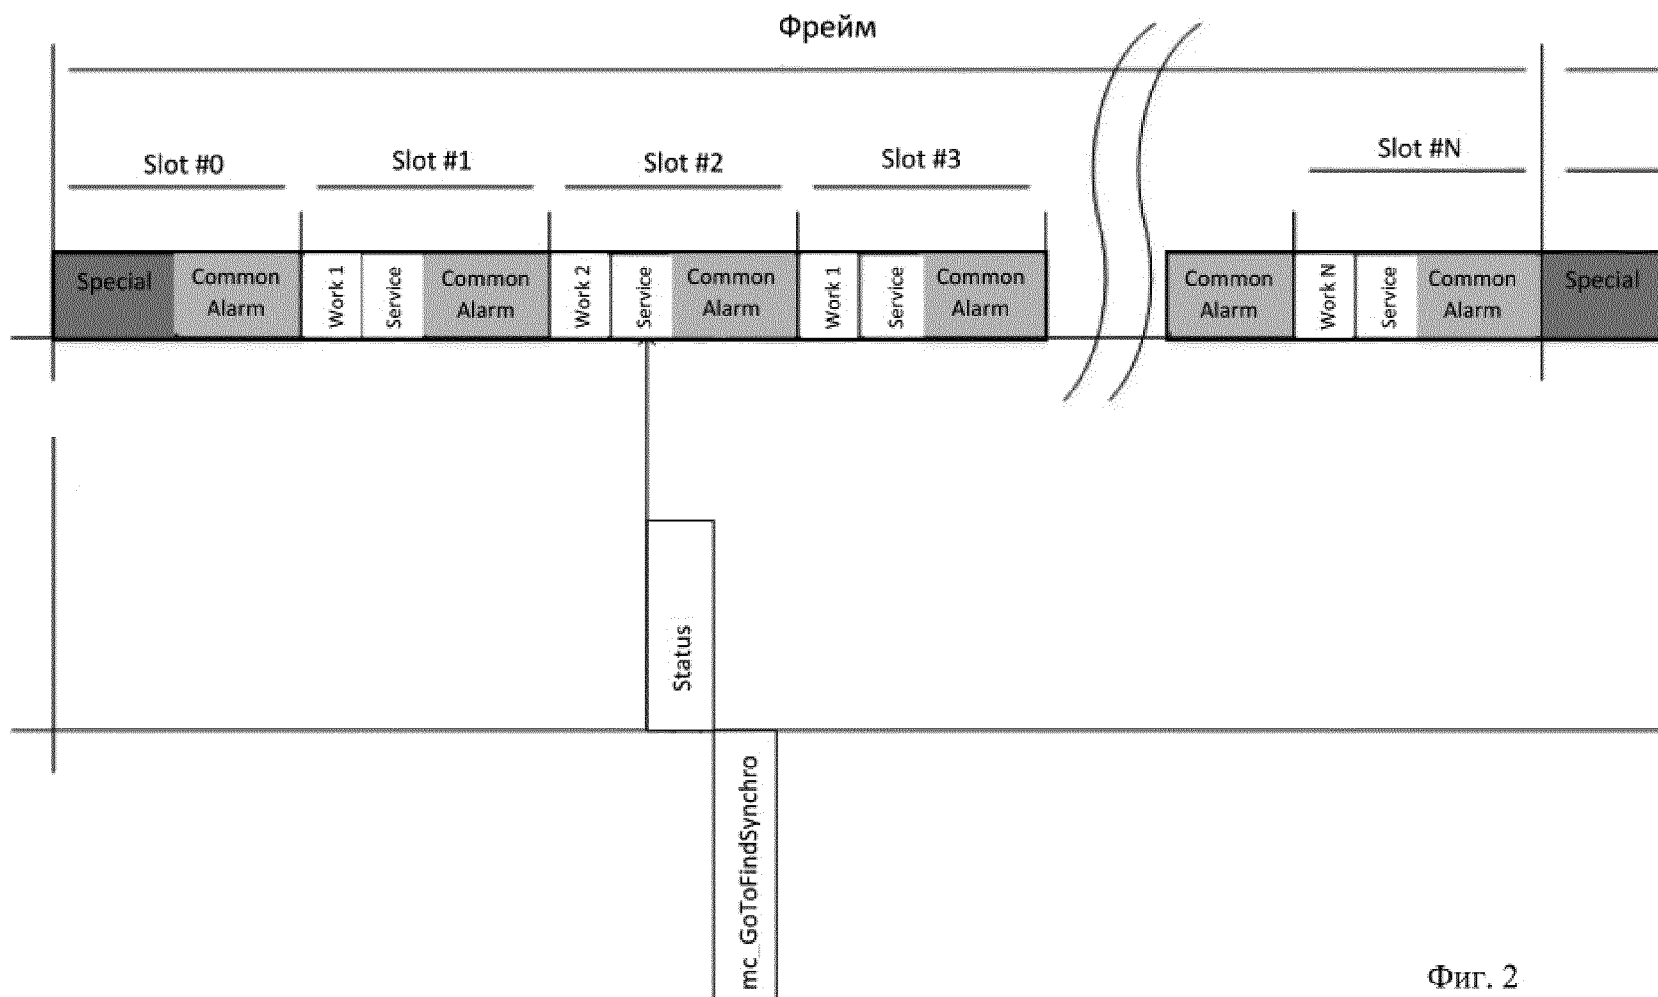 Фрейм
Slot #0
Slot #1
Slot #2
Slot #3
Slot #N
Special
Common
Alarm
Work 1
Service
Common
Alarm
Work 2
Service
Common
Alarm
Work 1
Service
Common
Alarm
Common
Alarm
Work N
Service
Common
Alarm
Special
Status
mc_GoToFindSynchro
Фиг. 2